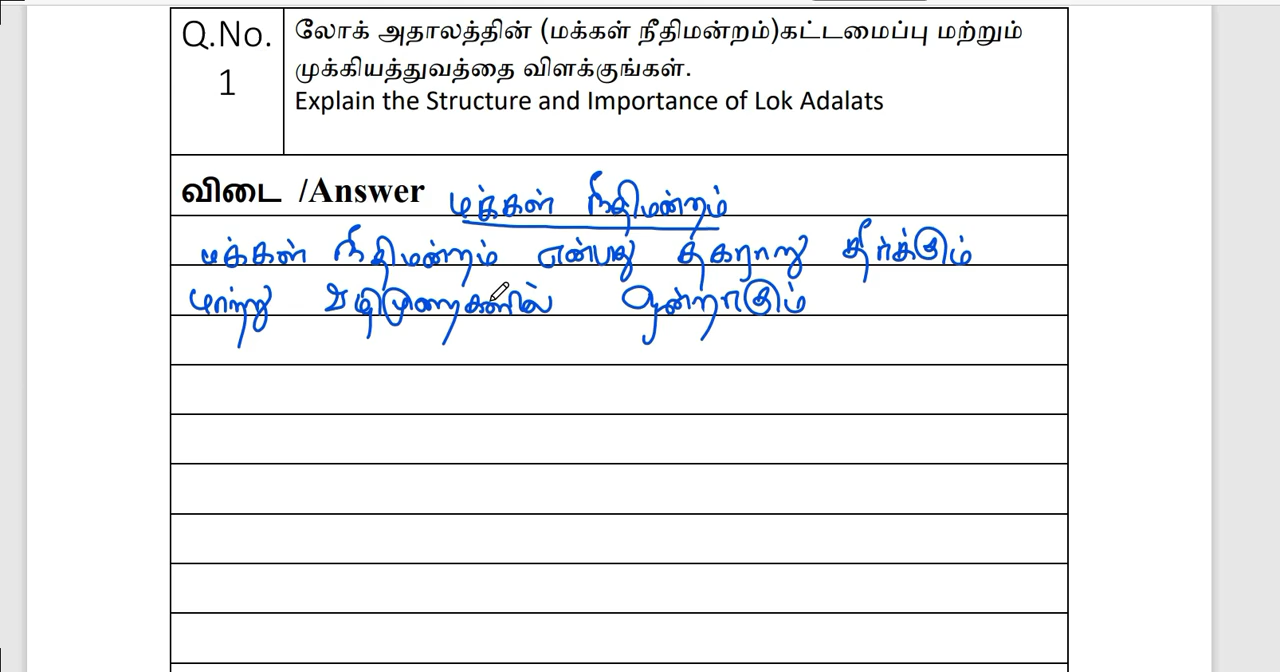 Q.No.
1
லோக் அதாலத்தின் (மக்கள் நீதிமன்றம்)கட்டமைப்பு மற்றும்
முக்கியத்துவத்தை விளக்குங்கள்.
Explain the Structure and Importance of Lok Adalats
விடை /Answer மக்கள் நீதிமன்றம்
மக்கள் நீதிமன்றம் என்பது தகராறு தீர்க்கும்
மாற்று வழிமுறைகளில் ஒன்றாகும்